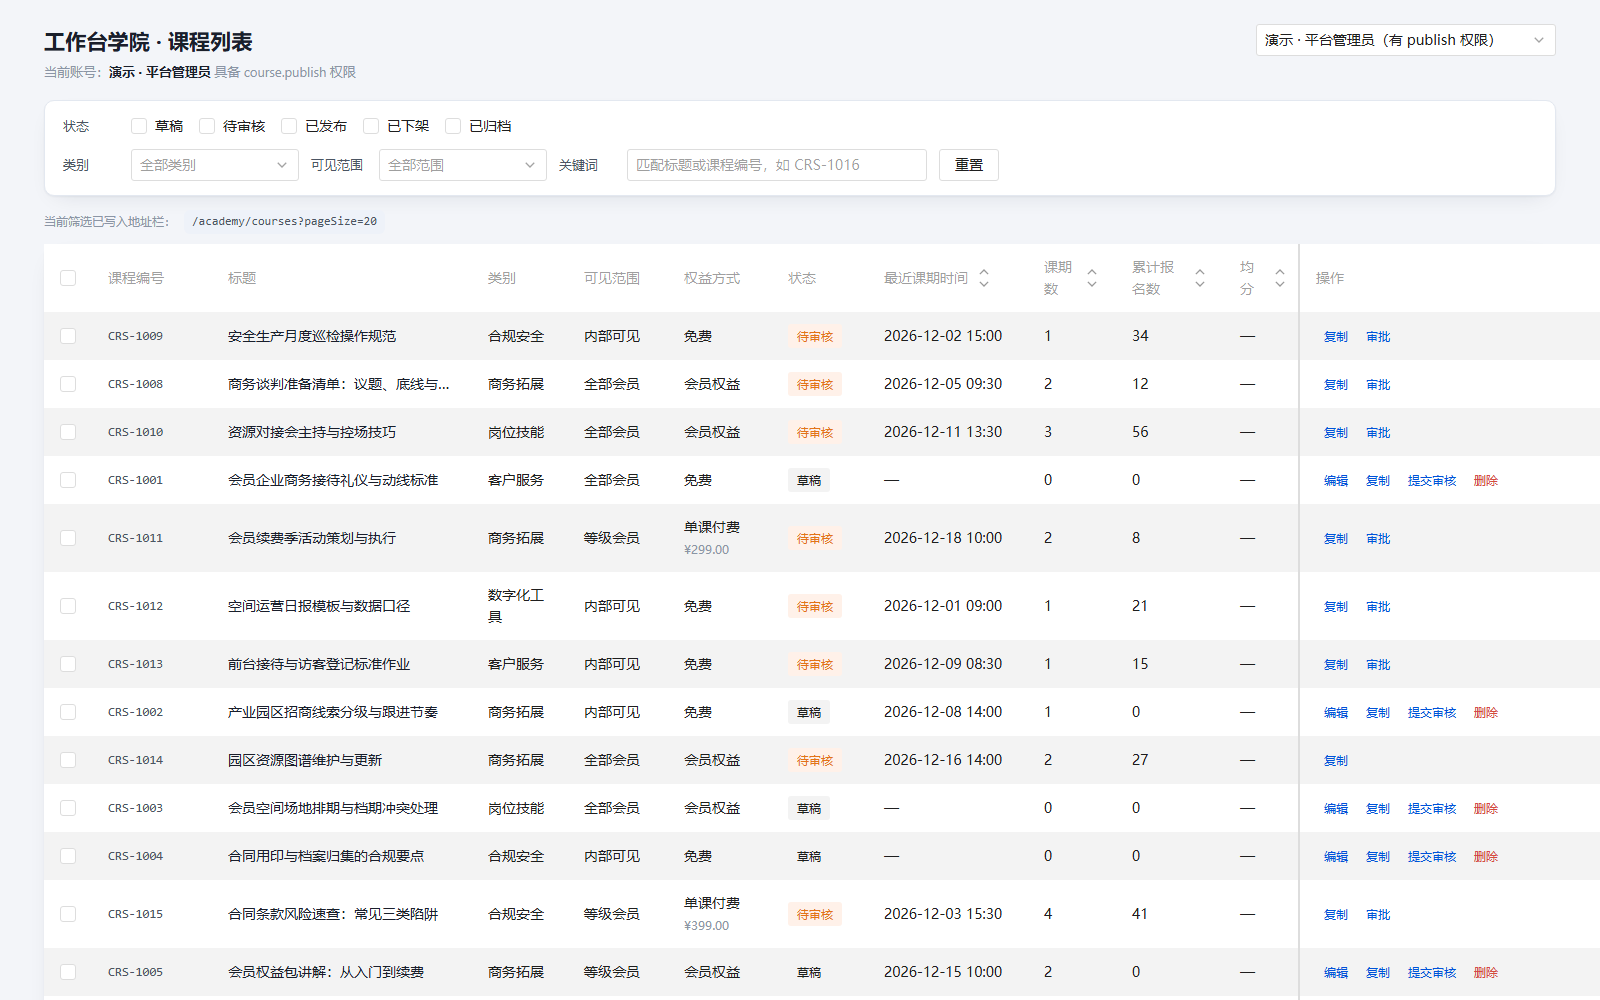 工作台学院 · 课程列表
演示 · 平台管理员（有 publish 权限）
当前账号：演示 · 平台管理员 具备 course.publish 权限
状态 草稿 待审核 已发布 已下架 已归档
类别 全部类别 可见范围 全部范围 关键词 匹配标题或课程编号，如 CRS-1016 重置
当前筛选已写入地址栏： /academy/courses?pageSize=20
课程编号 标题 类别 可见范围 权益方式 状态 最近课期时间 课期数 累计报名数 均分 操作
CRS-1009 安全生产月度巡检操作规范 合规安全 内部可见 免费 待审核 2026-12-02 15:00 1 34 — 复制 审批
CRS-1008 商务谈判准备清单：议题、底线与... 商务拓展 全部会员 会员权益 待审核 2026-12-05 09:30 2 12 — 复制 审批
CRS-1010 资源对接会主持与控场技巧 岗位技能 全部会员 会员权益 待审核 2026-12-11 13:30 3 56 — 复制 审批
CRS-1001 会员企业商务接待礼仪与动线标准 客户服务 全部会员 免费 草稿 — 0 0 — 编辑 复制 提交审核 删除
CRS-1011 会员续费季活动策划与执行 商务拓展 等级会员 单课付费 ¥299.00 待审核 2026-12-18 10:00 2 8 — 复制 审批
CRS-1012 空间运营日报模板与数据口径 数字化工具 内部可见 免费 待审核 2026-12-01 09:00 1 21 — 复制 审批
CRS-1013 前台接待与访客登记标准作业 客户服务 内部可见 免费 待审核 2026-12-09 08:30 1 15 — 复制 审批
CRS-1002 产业园区招商线索分级与跟进节奏 商务拓展 内部可见 免费 草稿 2026-12-08 14:00 1 0 — 编辑 复制 提交审核 删除
CRS-1014 园区资源图谱维护与更新 商务拓展 全部会员 会员权益 待审核 2026-12-16 14:00 2 27 — 复制
CRS-1003 会员空间场地排期与档期冲突处理 岗位技能 全部会员 会员权益 草稿 — 0 0 — 编辑 复制 提交审核 删除
CRS-1004 合同用印与档案归集的合规要点 合规安全 内部可见 免费 草稿 — 0 0 — 编辑 复制 提交审核 删除
CRS-1015 合同条款风险速查：常见三类陷阱 合规安全 等级会员 单课付费 ¥399.00 待审核 2026-12-03 15:30 4 41 — 复制 审批
CRS-1005 会员权益包讲解：从入门到续费 商务拓展 等级会员 会员权益 草稿 2026-12-15 10:00 2 0 — 编辑 复制 提交审核 删除